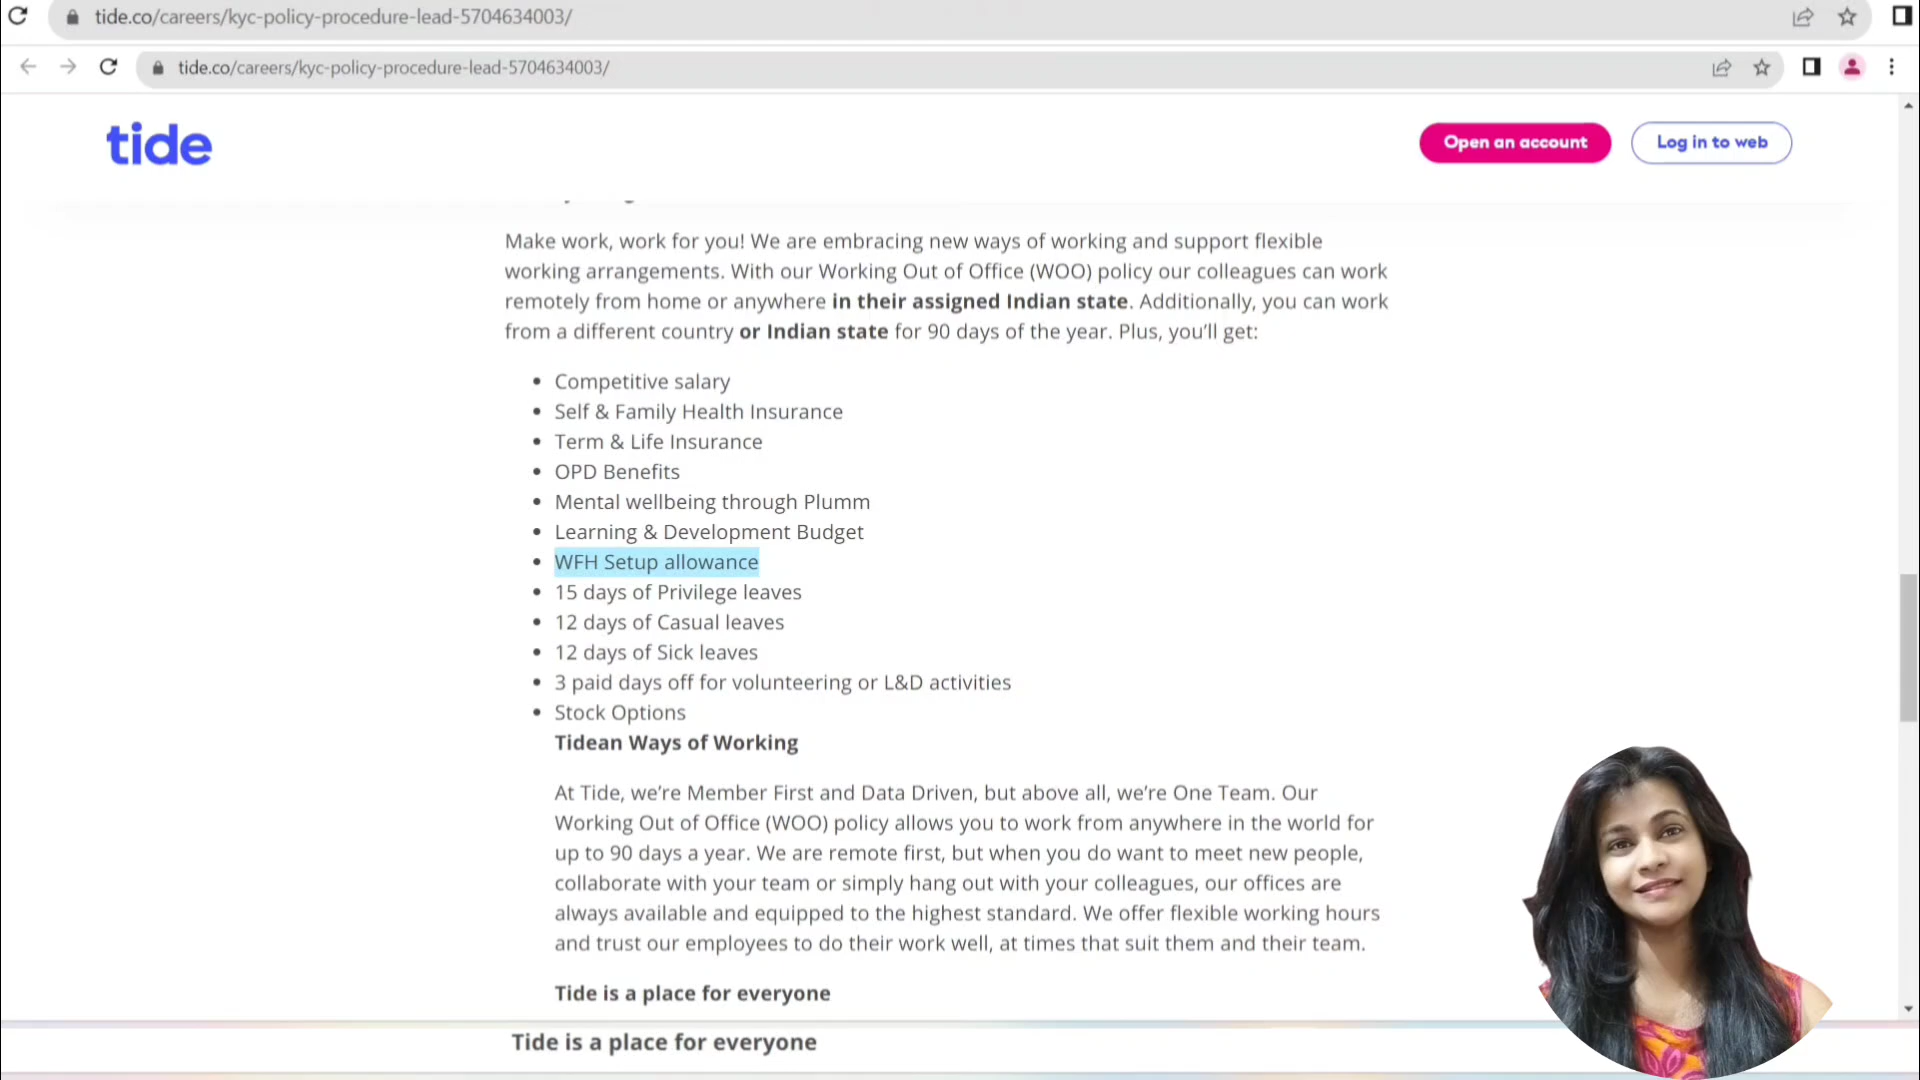 tide.co/careers/kyc-policy-procedure-lead-5704634003/
tide.co/careers/kyc-policy-procedure-lead-5704634003/
tide
Open an account
Log in to web
Make work, work for you! We are embracing new ways of working and support flexible
working arrangements. With our Working Out of Office (WOO) policy our colleagues can work
remotely from home or anywhere in their assigned Indian state. Additionally, you can work
from a different country or Indian state for 90 days of the year. Plus, you’ll get:
• Competitive salary
• Self & Family Health Insurance
• Term & Life Insurance
• OPD Benefits
• Mental wellbeing through Plumm
• Learning & Development Budget
• WFH Setup allowance
• 15 days of Privilege leaves
• 12 days of Casual leaves
• 12 days of Sick leaves
• 3 paid days off for volunteering or L&D activities
• Stock Options
Tidean Ways of Working
At Tide, we’re Member First and Data Driven, but above all, we’re One Team. Our
Working Out of Office (WOO) policy allows you to work from anywhere in the world for
up to 90 days a year. We are remote first, but when you do want to meet new people,
collaborate with your team or simply hang out with your colleagues, our offices are
always available and equipped to the highest standard. We offer flexible working hours
and trust our employees to do their work well, at times that suit them and their team.
Tide is a place for everyone
Tide is a place for everyone